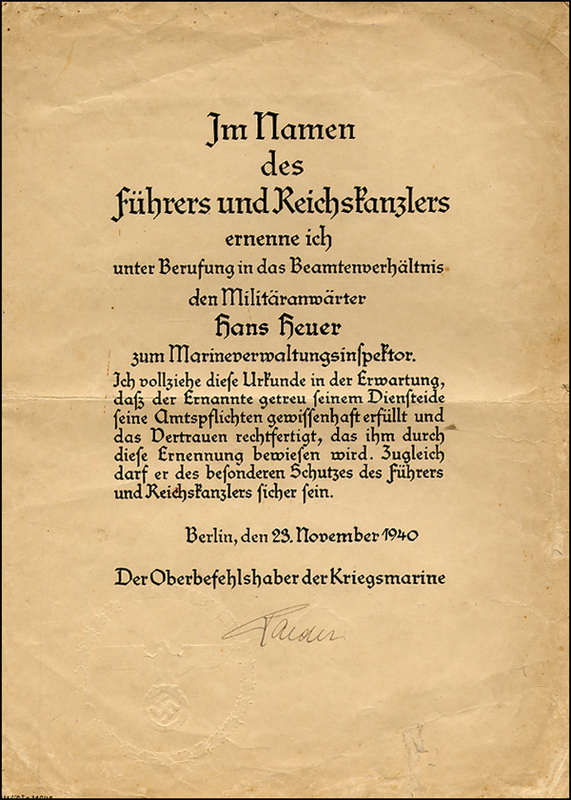 Im Namen
des
Führers und Reichskanzlers
ernenne ich
unter Berufung in das Beamtenverhältnis
den Militäranwärter
Hans Heuer
zum Marineverwaltungsinspektor.
Ich vollziehe diese Urkunde in der Erwartung,
daß der Ernannte getreu seinem Diensteide
seine Amtspflichten gewissenhaft erfüllt und
das Vertrauen rechtfertigt, das ihm durch
diese Ernennung bewiesen wird. Zugleich
darf er des besonderen Schutzes des Führers
und Reichskanzlers sicher sein.
Berlin, den 23. November 1940
Der Oberbefehlshaber der Kriegsmarine
Raeder